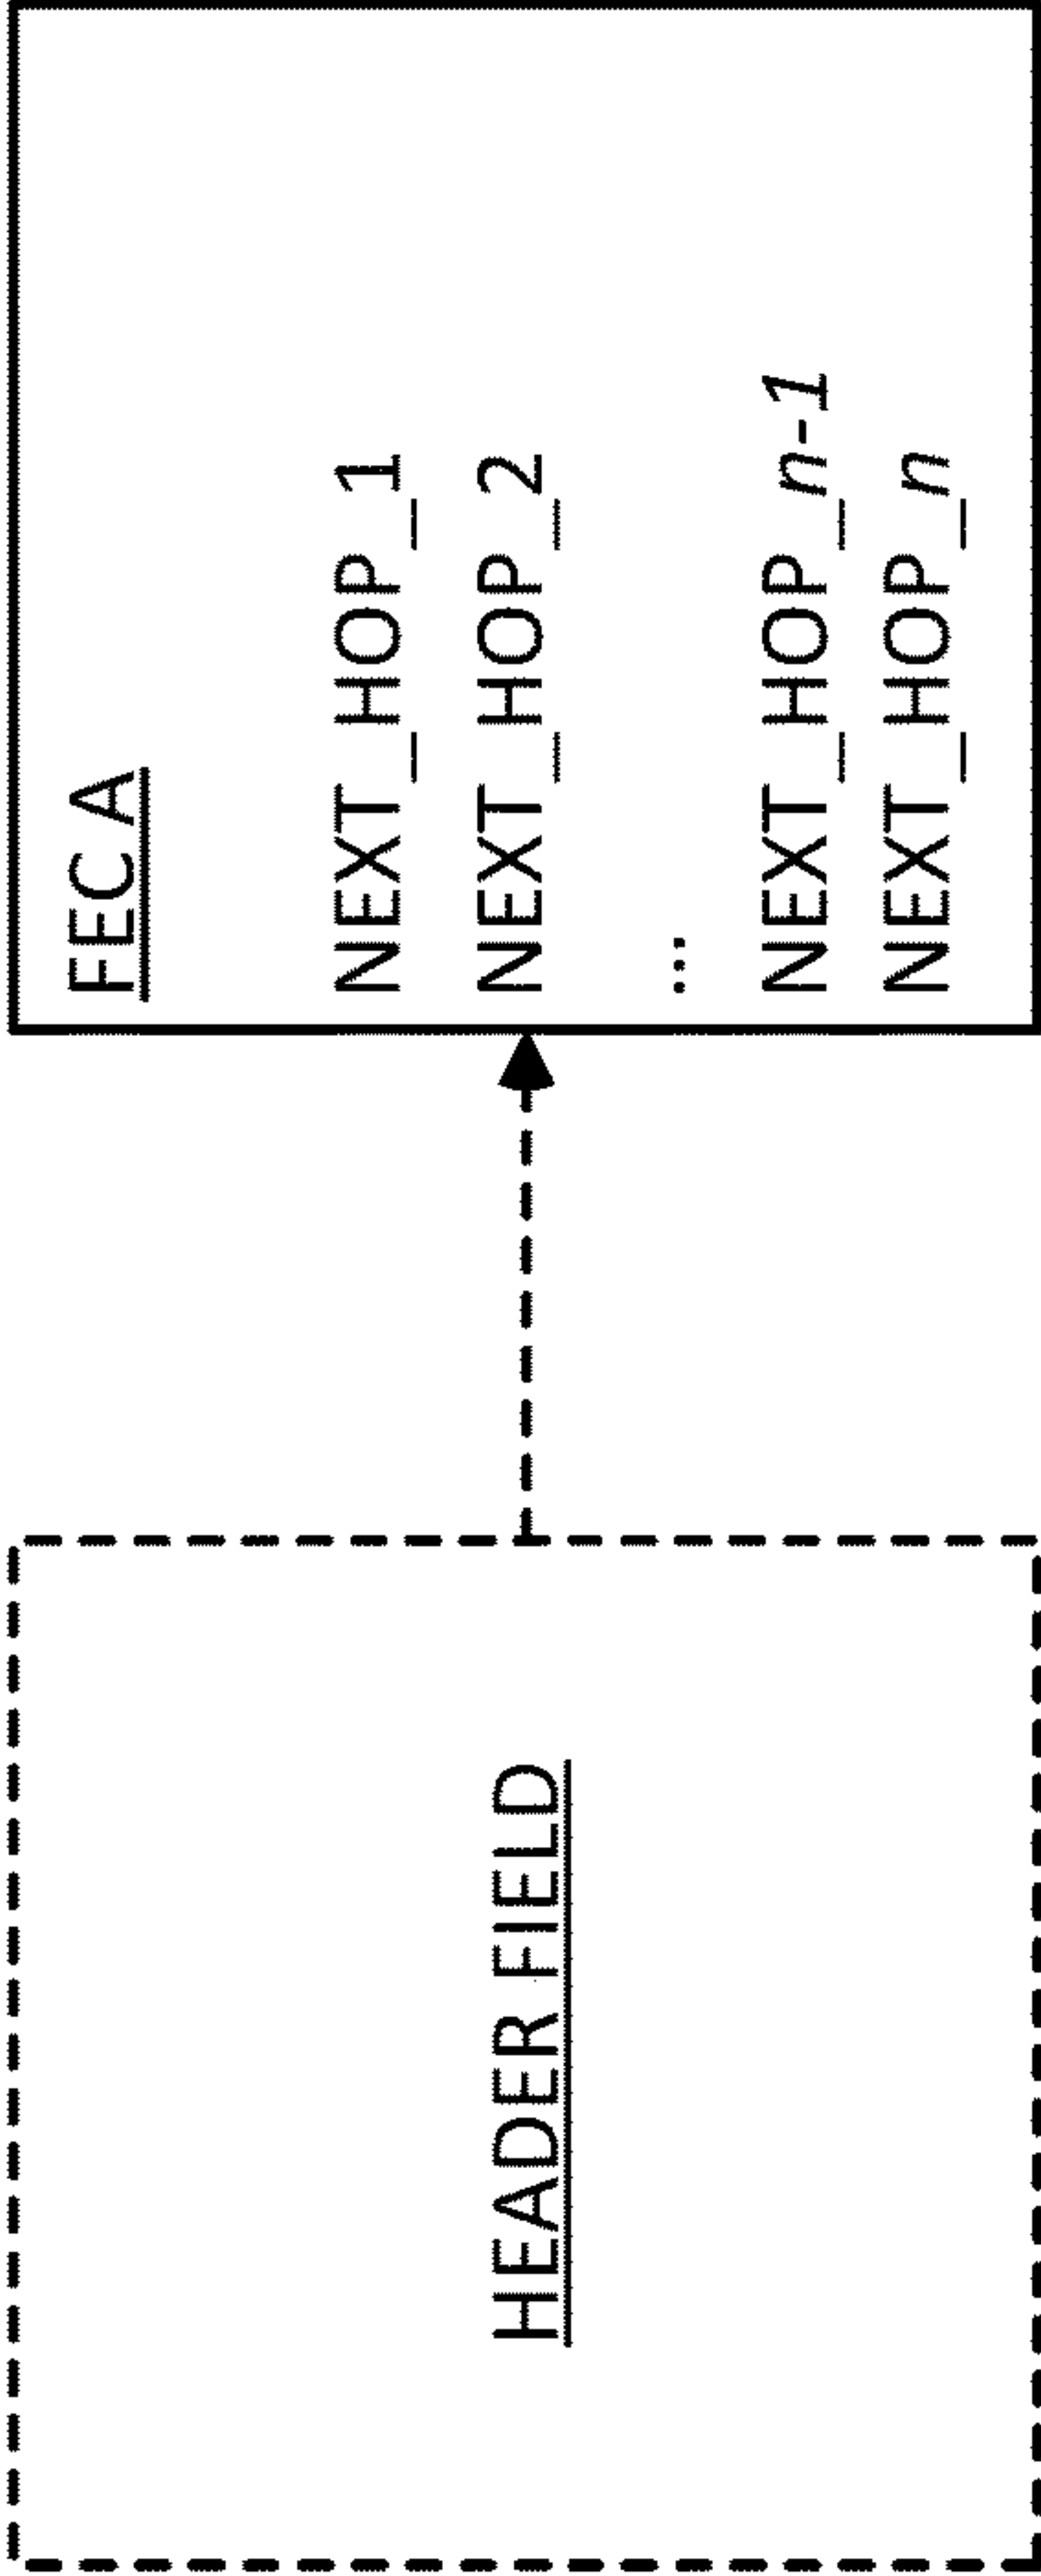 HEADER FIELD
FEC A
NEXT_HOP_1
NEXT_HOP_2
...
NEXT_HOP_n-1
NEXT_HOP_n